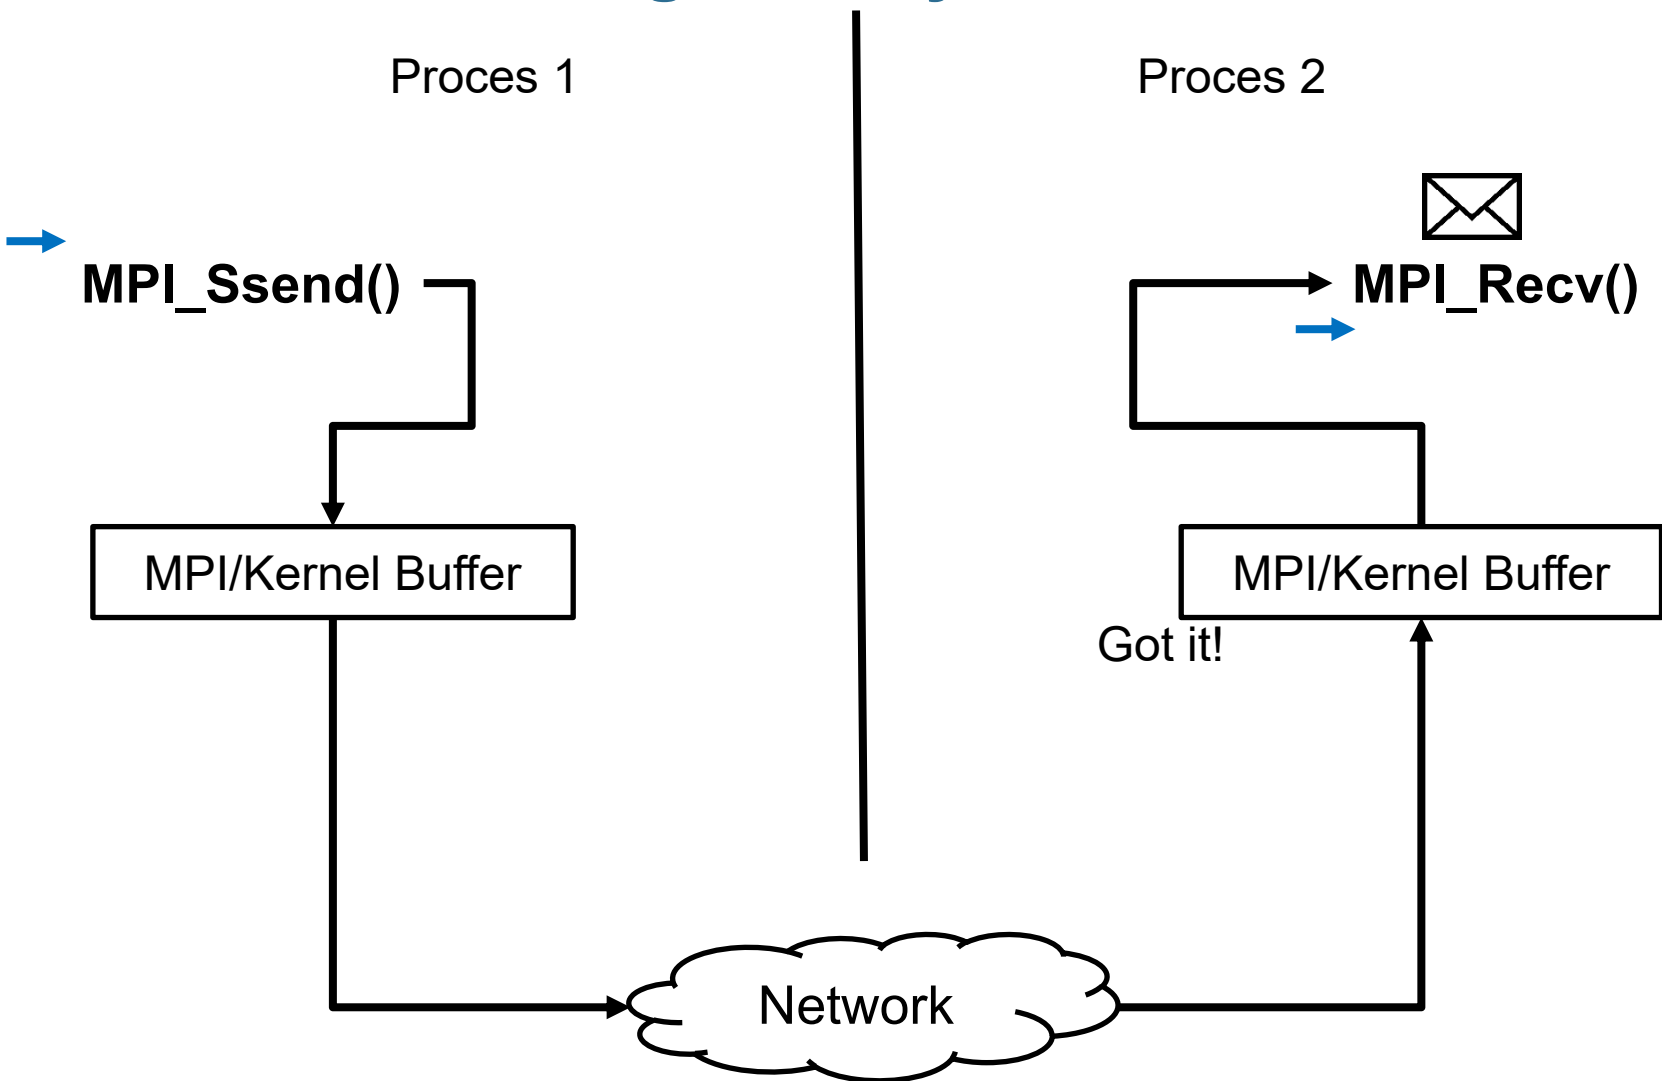 Proces 1
Proces 2
MPI_Ssend()
MPI_Recv()
MPI/Kernel Buffer
MPI/Kernel Buffer
Got it!
Network